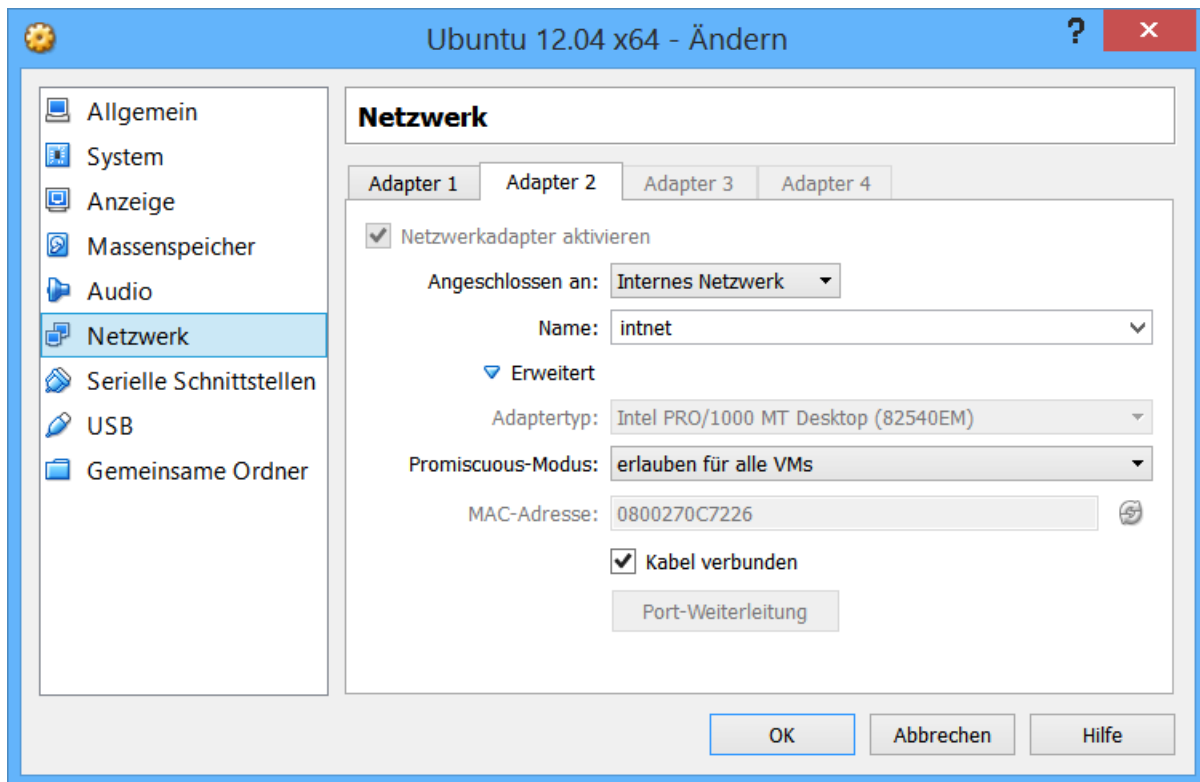 Ubuntu 12.04 x64 - Ändern
?
Allgemein
System
Anzeige
Massenspeicher
Audio
Netzwerk
Serielle Schnittstellen
USB
Gemeinsame Ordner
Netzwerk
Adapter 1 Adapter 2 Adapter 3 Adapter 4
Netzwerkadapter aktivieren
Angeschlossen an: Internes Netzwerk
Name: intnet
Erweitert
Adaptertyp: Intel PRO/1000 MT Desktop (82540EM)
Promiscuous-Modus: erlauben für alle VMs
MAC-Adresse: 0800270C7226
Kabel verbunden
Port-Weiterleitung
OK Abbrechen Hilfe